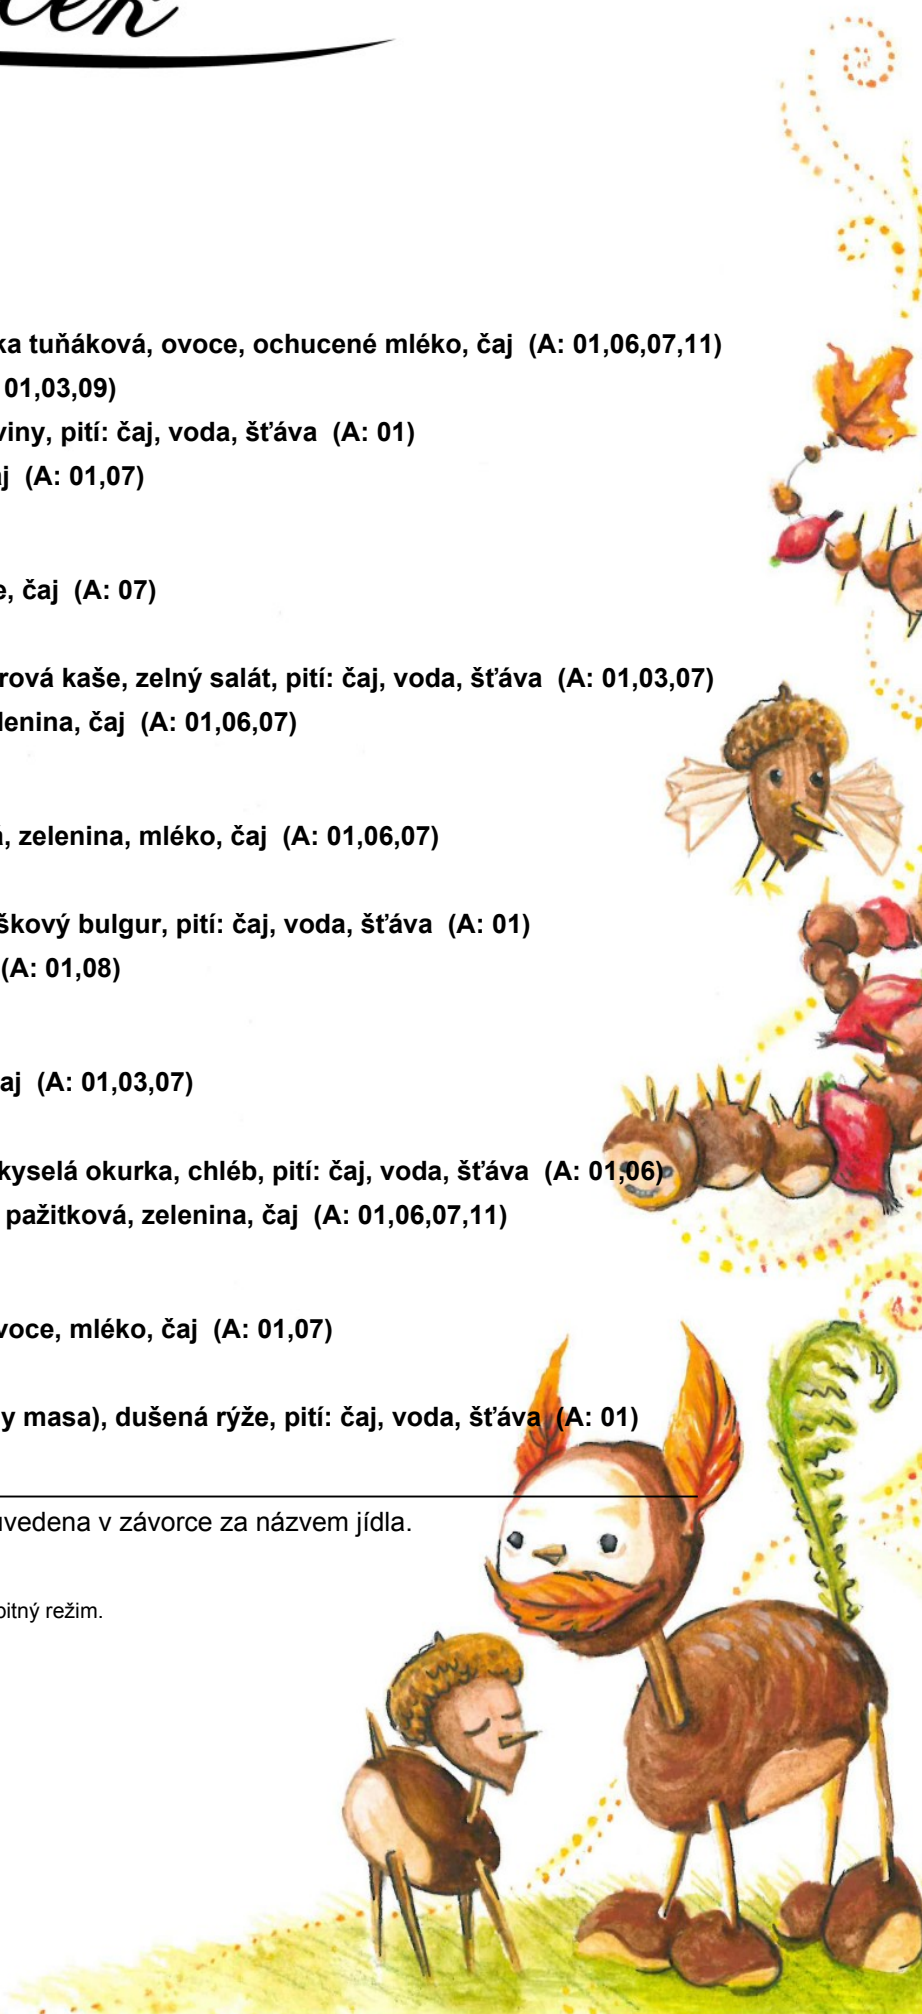 ka tuňáková, ovoce, ochucené mléko, čaj (A: 01,06,07,11)
01,03,09)
viny, pití: čaj, voda, šťáva (A: 01)
j (A: 01,07)
e, čaj (A: 07)
rová kaše, zelný salát, pití: čaj, voda, šťáva (A: 01,03,07)
lenina, čaj (A: 01,06,07)
, zelenina, mléko, čaj (A: 01,06,07)
škový bulgur, pití: čaj, voda, šťáva (A: 01)
(A: 01,08)
aj (A: 01,03,07)
kyselá okurka, chléb, pití: čaj, voda, šťáva (A: 01,06)
pažitková, zelenina, čaj (A: 01,06,07,11)
voce, mléko, čaj (A: 01,07)
y masa), dušená rýže, pití: čaj, voda, šťáva (A: 01)
uvedena v závorce za názvem jídla.
pitný režim.